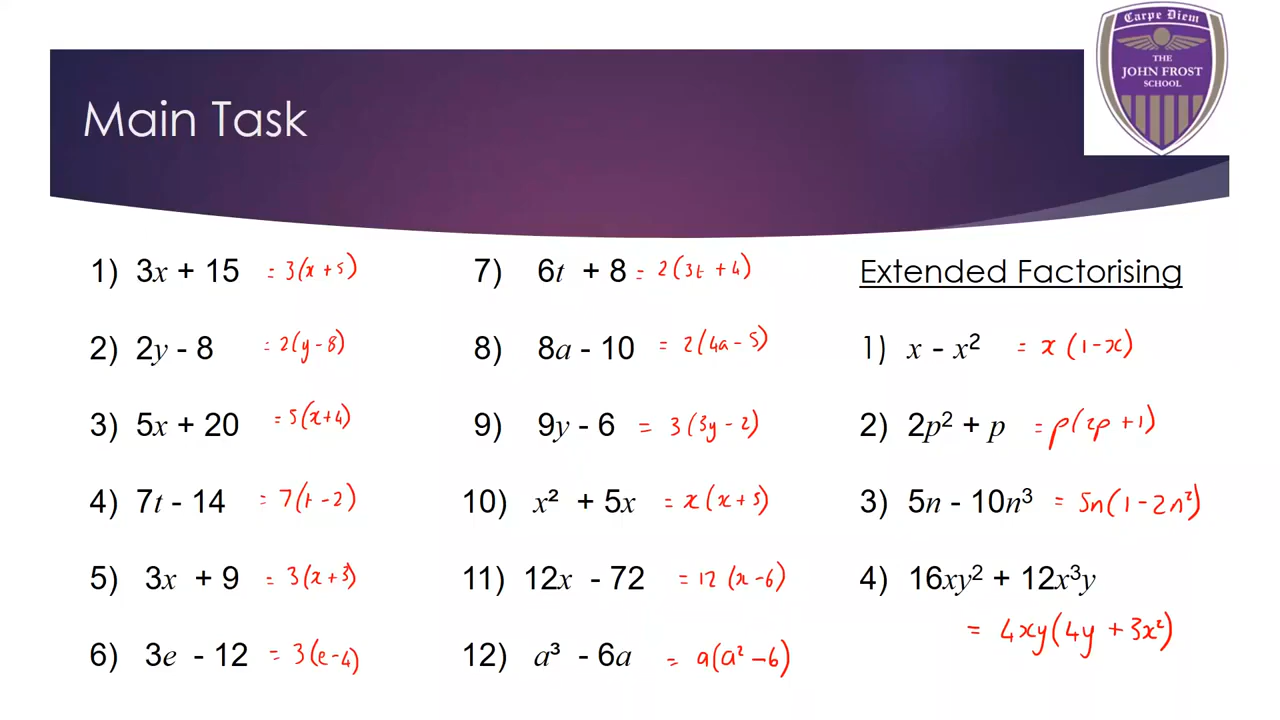 Carpe Diem
THE
JOHN FROST
SCHOOL
Main Task
1) 3x + 15 = 3(x + 5)
2) 2y - 8 = 2(y - 8)
3) 5x + 20 = 5(x + 4)
4) 7t - 14 = 7(t - 2)
5) 3x + 9 = 3(x + 3)
6) 3e - 12 = 3(e - 4)
7) 6t + 8 = 2(3t + 4)
8) 8a - 10 = 2(4a - 5)
9) 9y - 6 = 3(3y - 2)
10) x² + 5x = x(x + 5)
11) 12x - 72 = 12(x - 6)
12) a³ - 6a = a(a² - 6)
Extended Factorising
1) x - x² = x(1 - x)
2) 2p² + p = p(2p + 1)
3) 5n - 10n³ = 5n(1 - 2n²)
4) 16xy² + 12x³y
= 4xy(4y + 3x²)